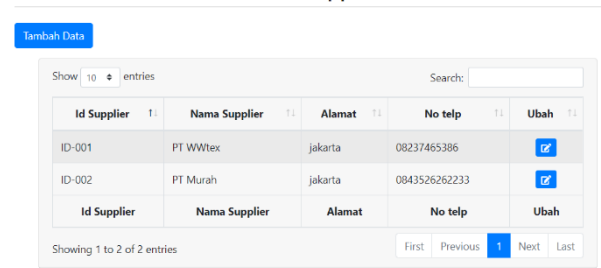 Tambah Data
Show 10 entries Search:
Id Supplier Nama Supplier Alamat No telp Ubah
ID-001 PT WWtex jakarta 08237465386
ID-002 PT Murah jakarta 0843526262233
Id Supplier Nama Supplier Alamat No telp Ubah
Showing 1 to 2 of 2 entries First Previous 1 Next Last